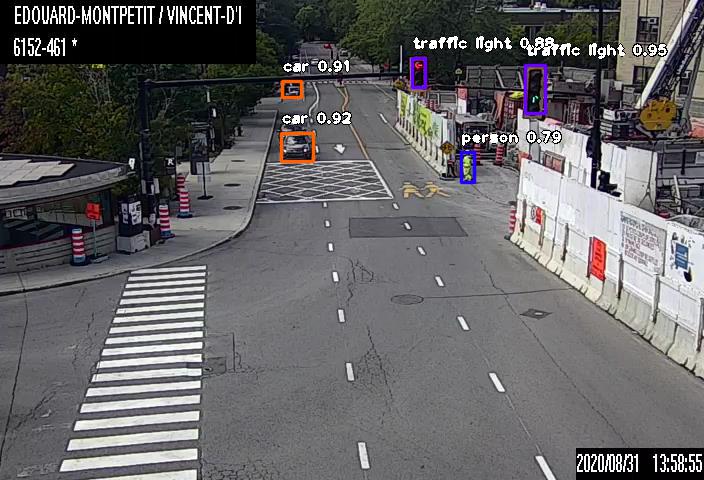 EDOUARD-MONTPETIT / VINCENT-D'I
6152-461 *
traffic light 0.88
traffic light 0.95
car 0.91
car 0.92
person 0.79
2020/08/31 13:58:55